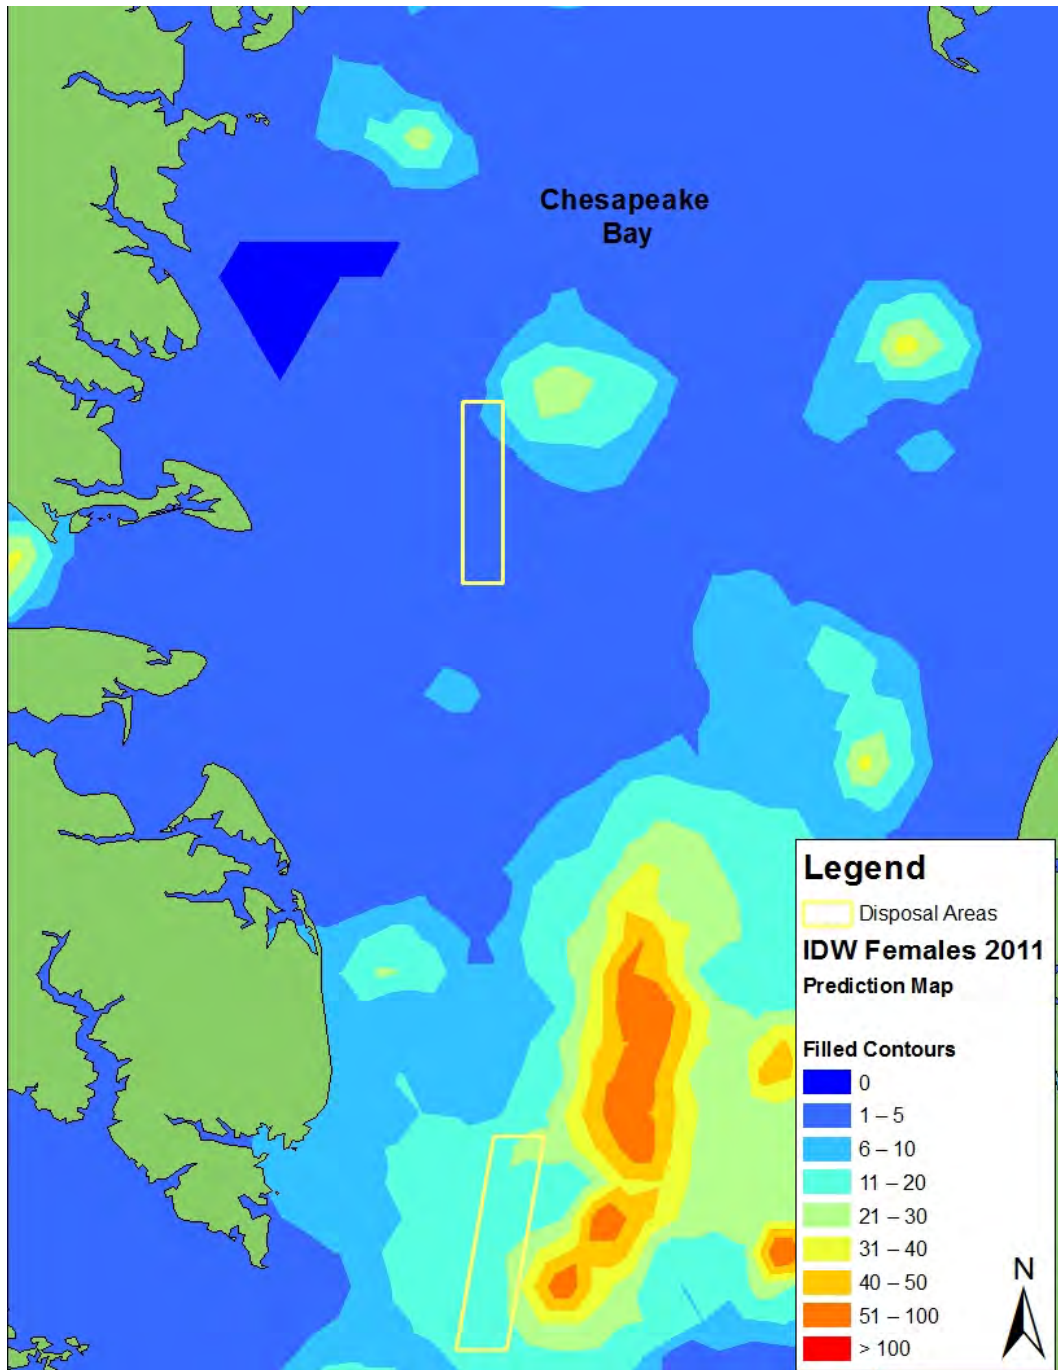 Chesapeake
Bay
Legend
Disposal Areas
IDW Females 2011
Prediction Map
Filled Contours
0
1 – 5
6 – 10
11 – 20
21 – 30
31 – 40
40 – 50
51 – 100
> 100
N